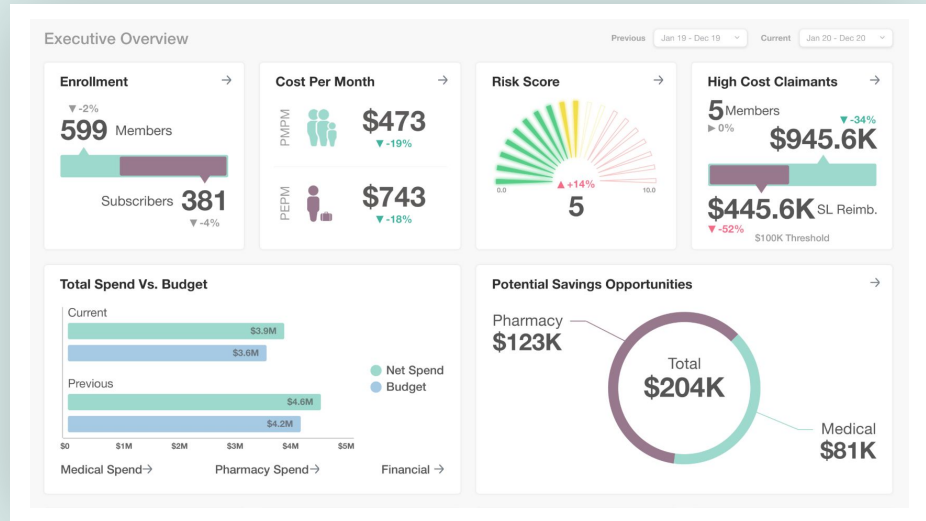 Executive Overview
Previous Jan 19 - Dec 19 Current Jan 20 - Dec 20
Enrollment →
▼-2%
599 Members
Subscribers 381
▼-4%
Cost Per Month →
PMPM
$473
▼-19%
PEPM
$743
▼-18%
Risk Score →
0.0
10.0
▲+14%
5
High Cost Claimants →
5 Members
▶0%
▼-34%
$945.6K
$445.6K SL Reimb.
▼-52%
$100K Threshold
Total Spend Vs. Budget
Current
$3.9M
$3.6M
Previous
$4.6M
$4.2M
$0 $1M $2M $3M $4M $5M
Net Spend
Budget
Medical Spend→ Pharmacy Spend→ Financial →
Potential Savings Opportunities →
Pharmacy
$123K
Total
$204K
Medical
$81K